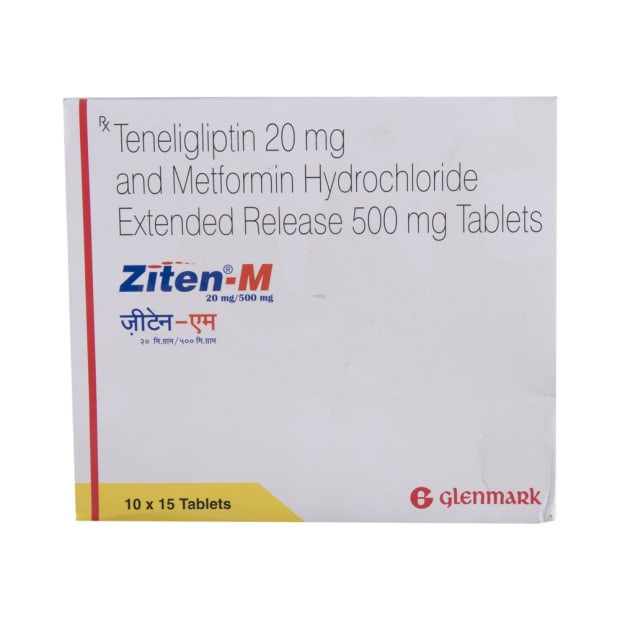 Rx Teneligliptin 20 mg
and Metformin Hydrochloride
Extended Release 500 mg Tablets
Ziten®-M
20 mg/500 mg
ज़ीटेन-एम
२० मि.ग्राम/५०० मि.ग्राम
10 x 15 Tablets
G glenmark